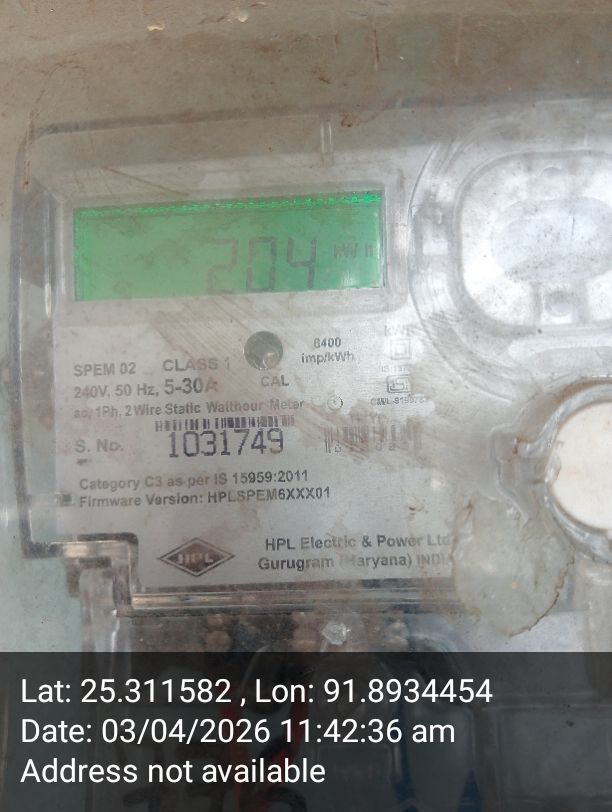 204 kWh
6400
imp/kWh
SPEM 02 CLASS 1
240V, 50 Hz, 5-30A
CAL
ac, 1Ph, 2 Wire Static Watthour Meter
S. No. 1031749
Category C3 as per IS 15959:2011
Firmware Version: HPLSPEM6XXX01
HPL
HPL Electric & Power Ltd
Gurugram (Haryana) INDI
Lat: 25.311582 , Lon: 91.8934454
Date: 03/04/2026 11:42:36 am
Address not available